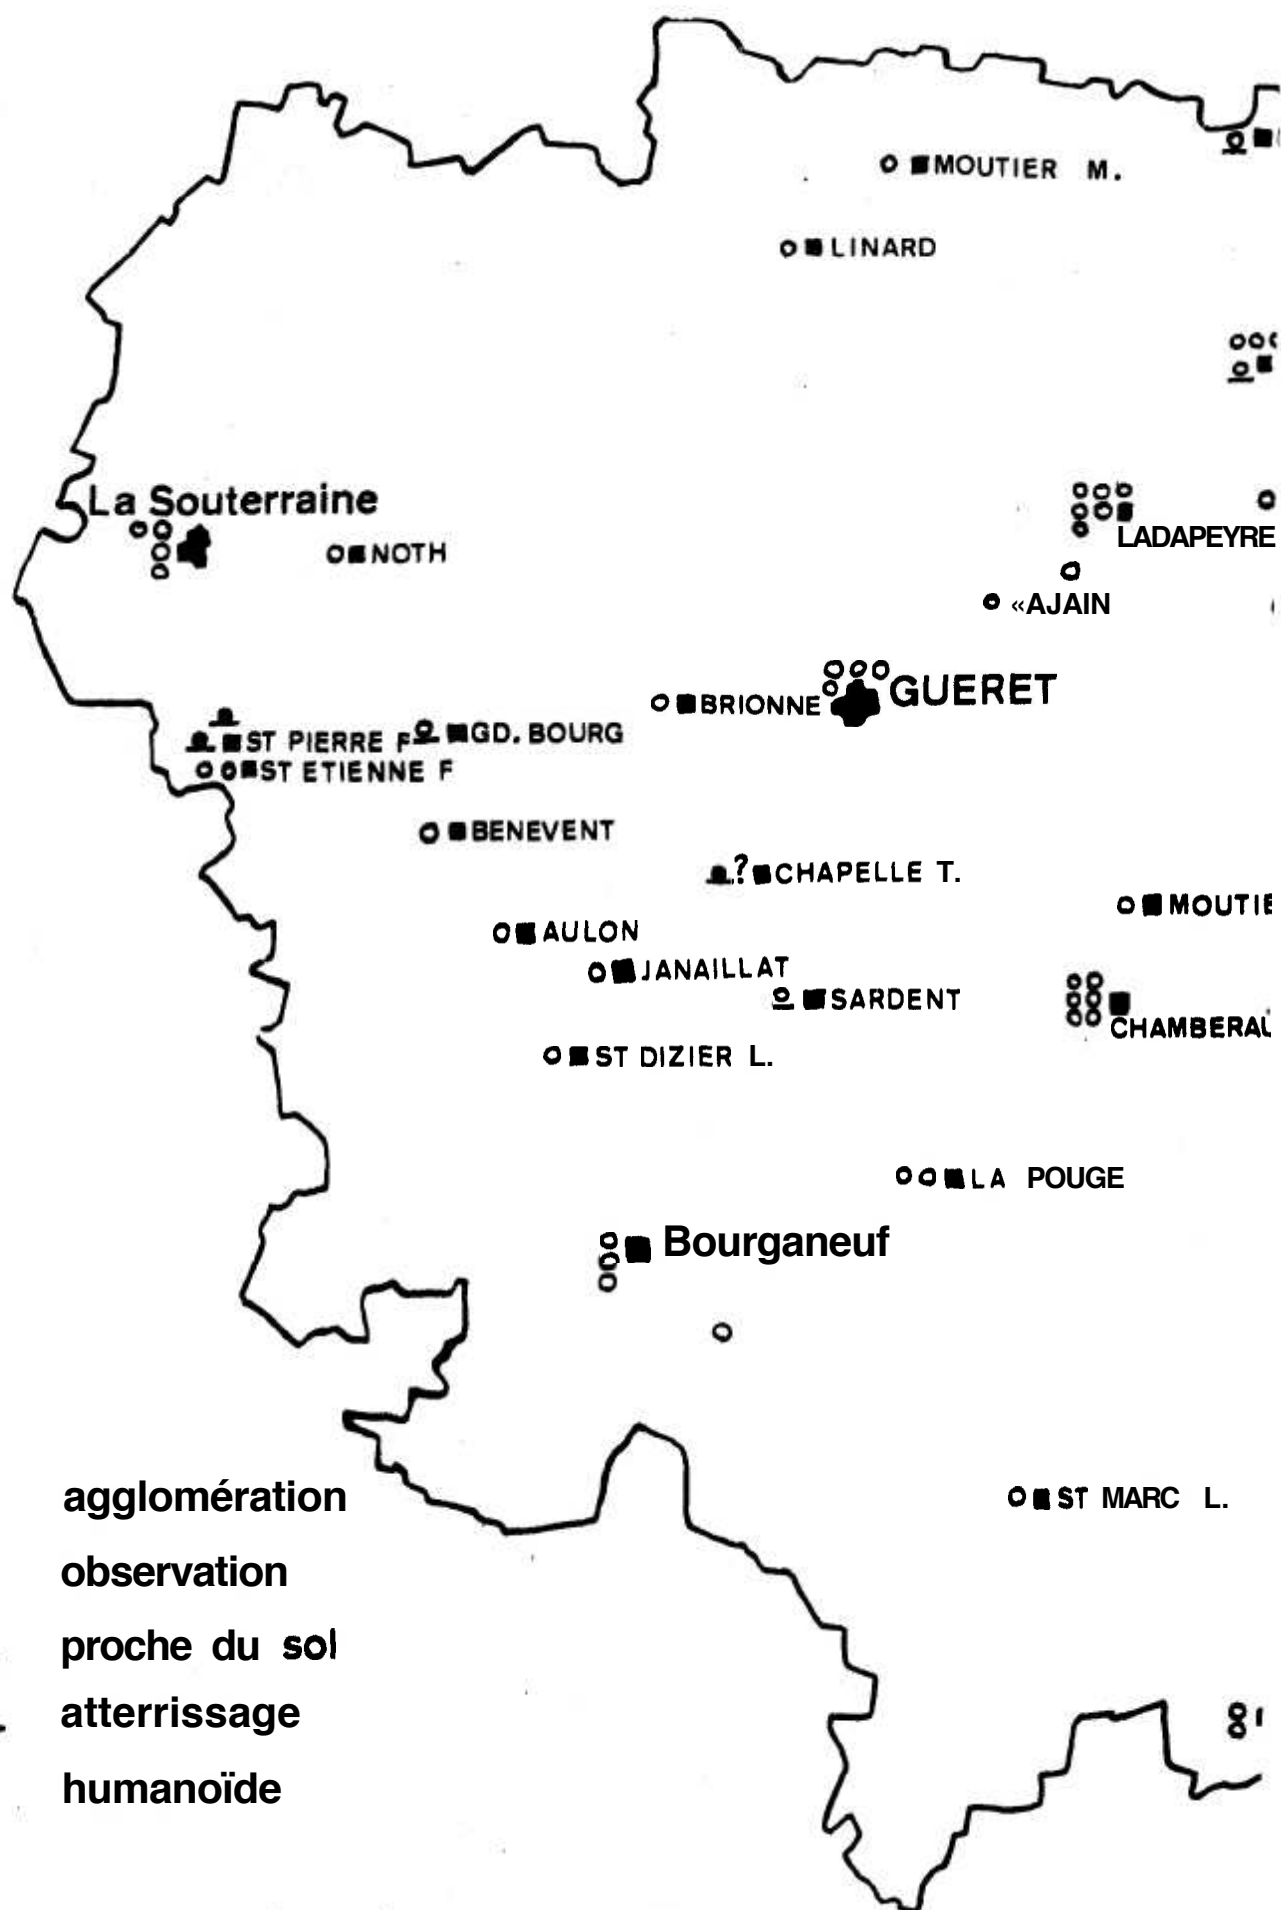 MOUTIER M.
LINARD
La Souterraine
NOTH
LADAPEYRE
«AJAIN
GUERET
BRIONNE
ST PIERRE F
GD. BOURG
ST ETIENNE F
BENEVENT
? CHAPELLE T.
MOUTIE
AULON
JANAILLAT
SARDENT
CHAMBERAU
ST DIZIER L.
LA POUGE
Bourganeuf
agglomération
ST MARC L.
observation
proche du sol
atterrissage
humanoïde